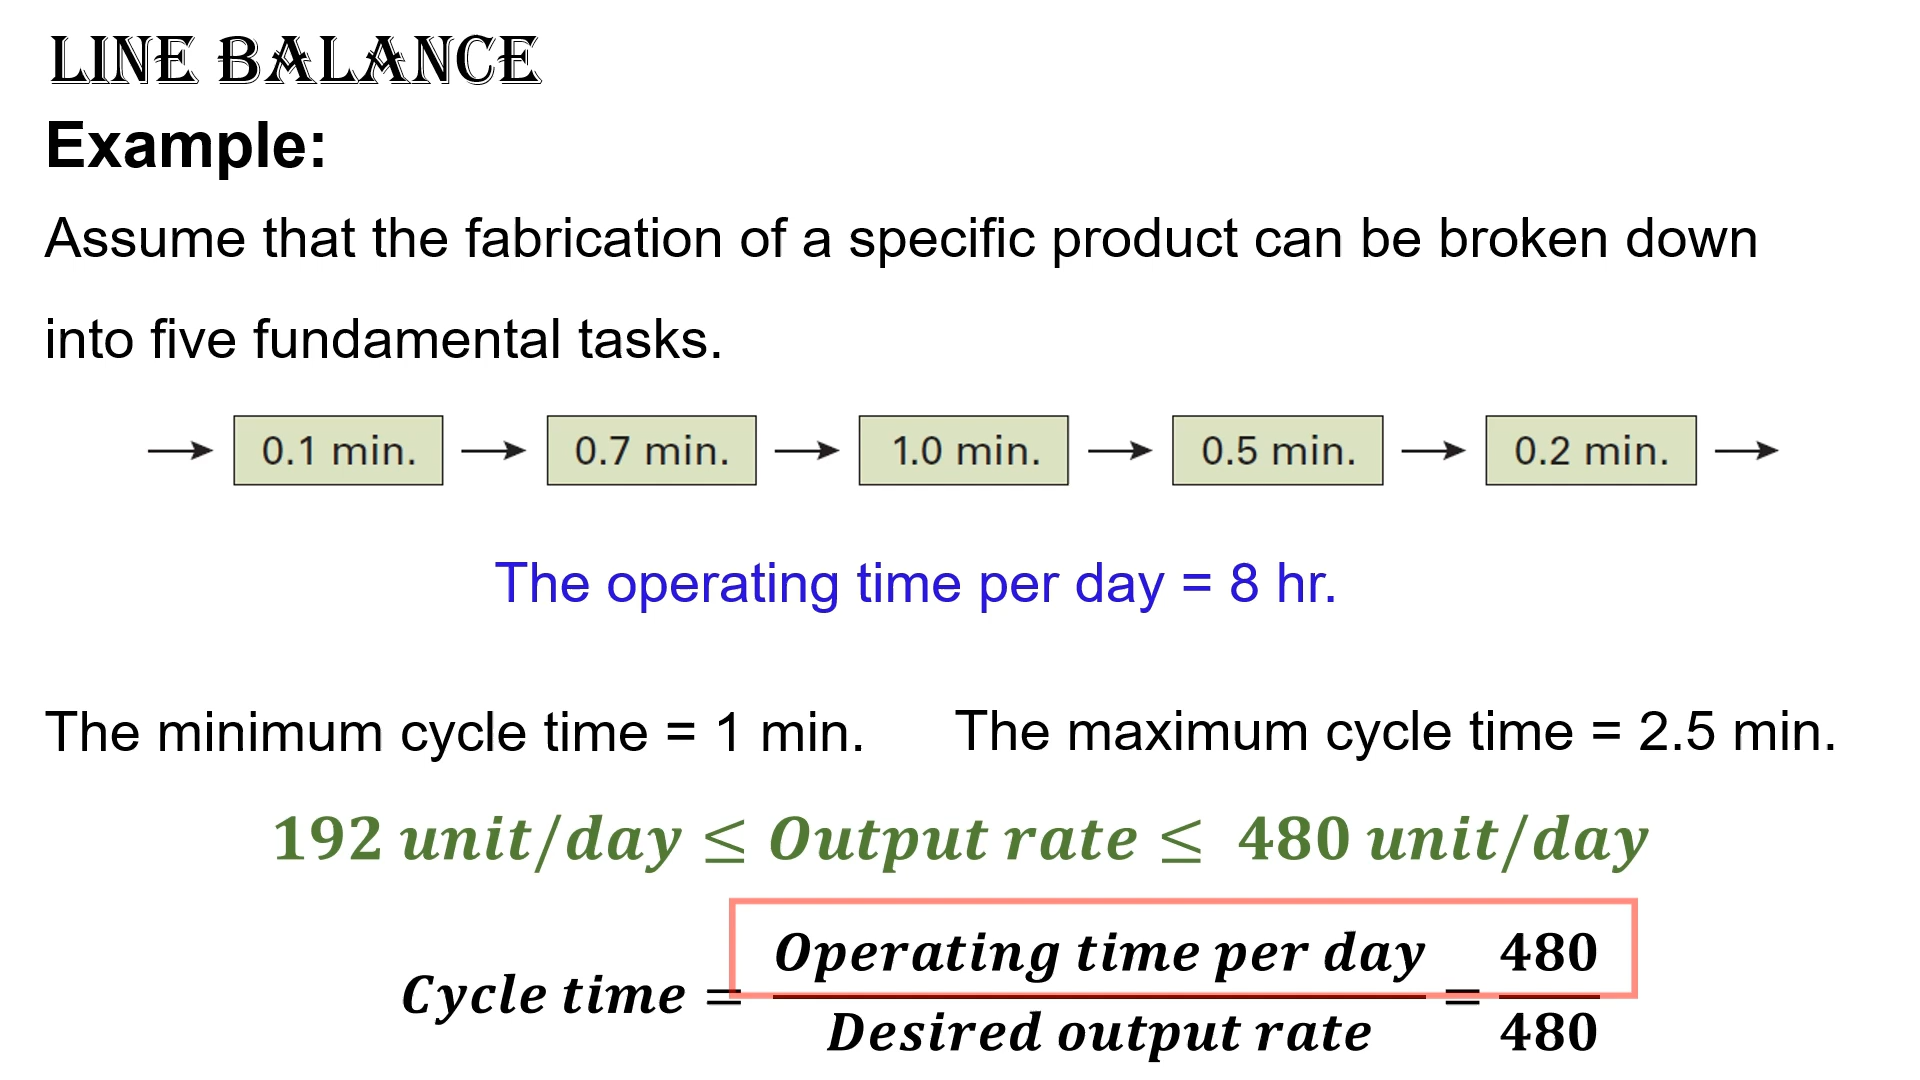 LINE BALANCE
Example:
Assume that the fabrication of a specific product can be broken down
into five fundamental tasks.
0.1 min. 0.7 min. 1.0 min. 0.5 min. 0.2 min.
The operating time per day = 8 hr.
The minimum cycle time = 1 min. The maximum cycle time = 2.5 min.
192 unit/day ≤ Output rate ≤ 480 unit/day
Cycle time = Operating time per day / Desired output rate = 480 / 480